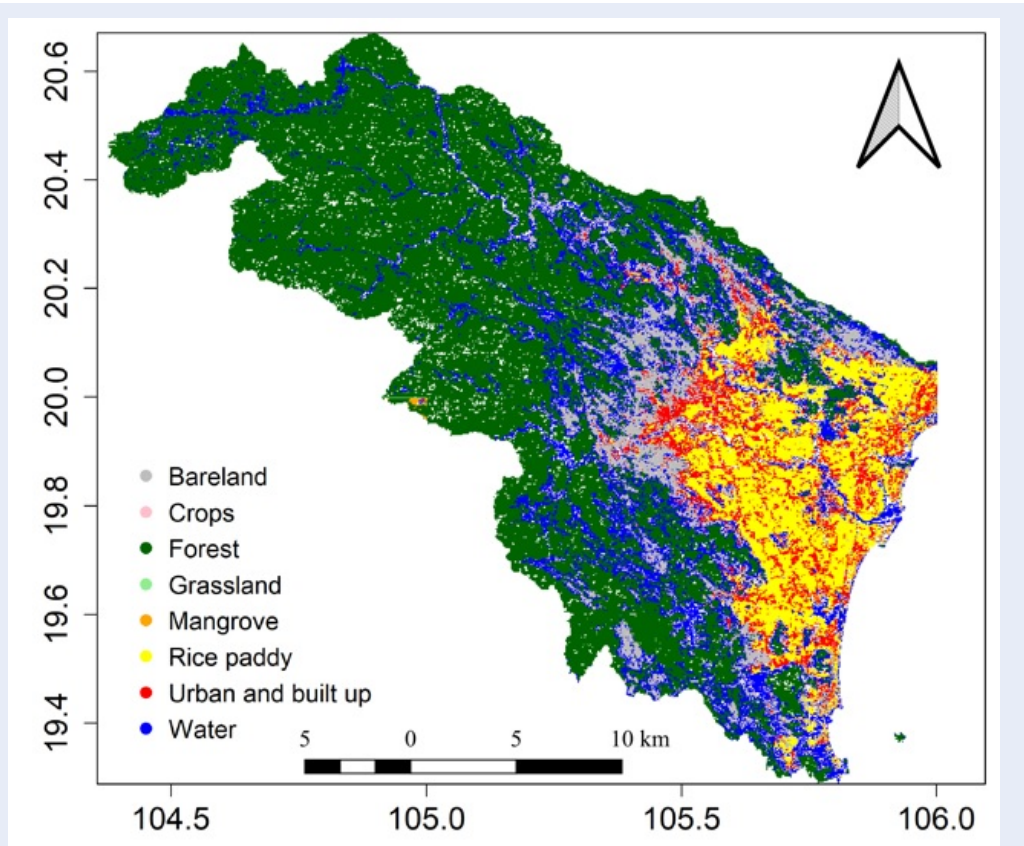 20.6
20.4
20.2
20.0
19.8
19.6
19.4
Bareland
Crops
Forest
Grassland
Mangrove
Rice paddy
Urban and built up
Water
5 0 5 10 km
104.5 105.0 105.5 106.0